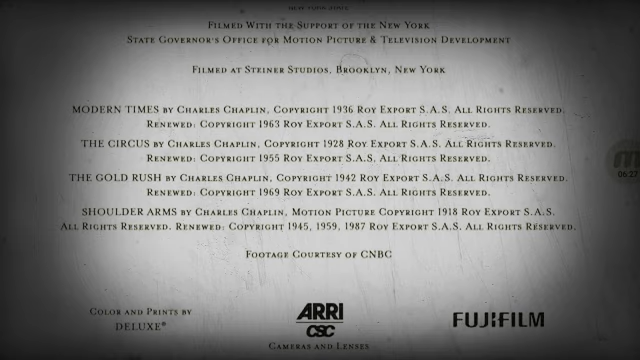 Filmed With the Support of the New York
State Governor's Office for Motion Picture & Television Development
Filmed at Steiner Studios, Brooklyn, New York
MODERN TIMES by Charles Chaplin, Copyright 1936 Roy Export S.A.S. All Rights Reserved.
Renewed: Copyright 1963 Roy Export S.A.S. All Rights Reserved.
THE CIRCUS by Charles Chaplin, Copyright 1928 Roy Export S.A.S. All Rights Reserved.
Renewed: Copyright 1955 Roy Export S.A.S. All Rights Reserved.
THE GOLD RUSH by Charles Chaplin, Copyright 1942 Roy Export S.A.S. All Rights Reserved.
Renewed: Copyright 1969 Roy Export S.A.S. All Rights Reserved.
SHOULDER ARMS by Charles Chaplin, Motion Picture Copyright 1918 Roy Export S.A.S.
All Rights Reserved. Renewed: Copyright 1945, 1959, 1987 Roy Export S.A.S. All Rights Reserved.
Footage Courtesy of CNBC
Color and Prints by
DELUXE®
ARRI
CSC
Cameras and Lenses
FUJIFILM
06:27